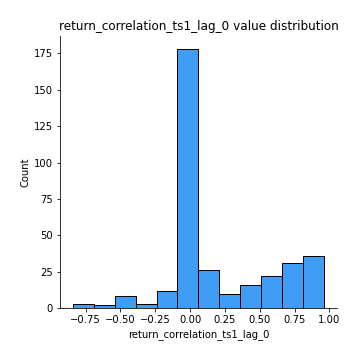 return_correlation_ts1_lag_0 value distribution
175
150
125
100
75
50
25
0
Count
−0.75 −0.50 −0.25 0.00 0.25 0.50 0.75 1.00
return_correlation_ts1_lag_0